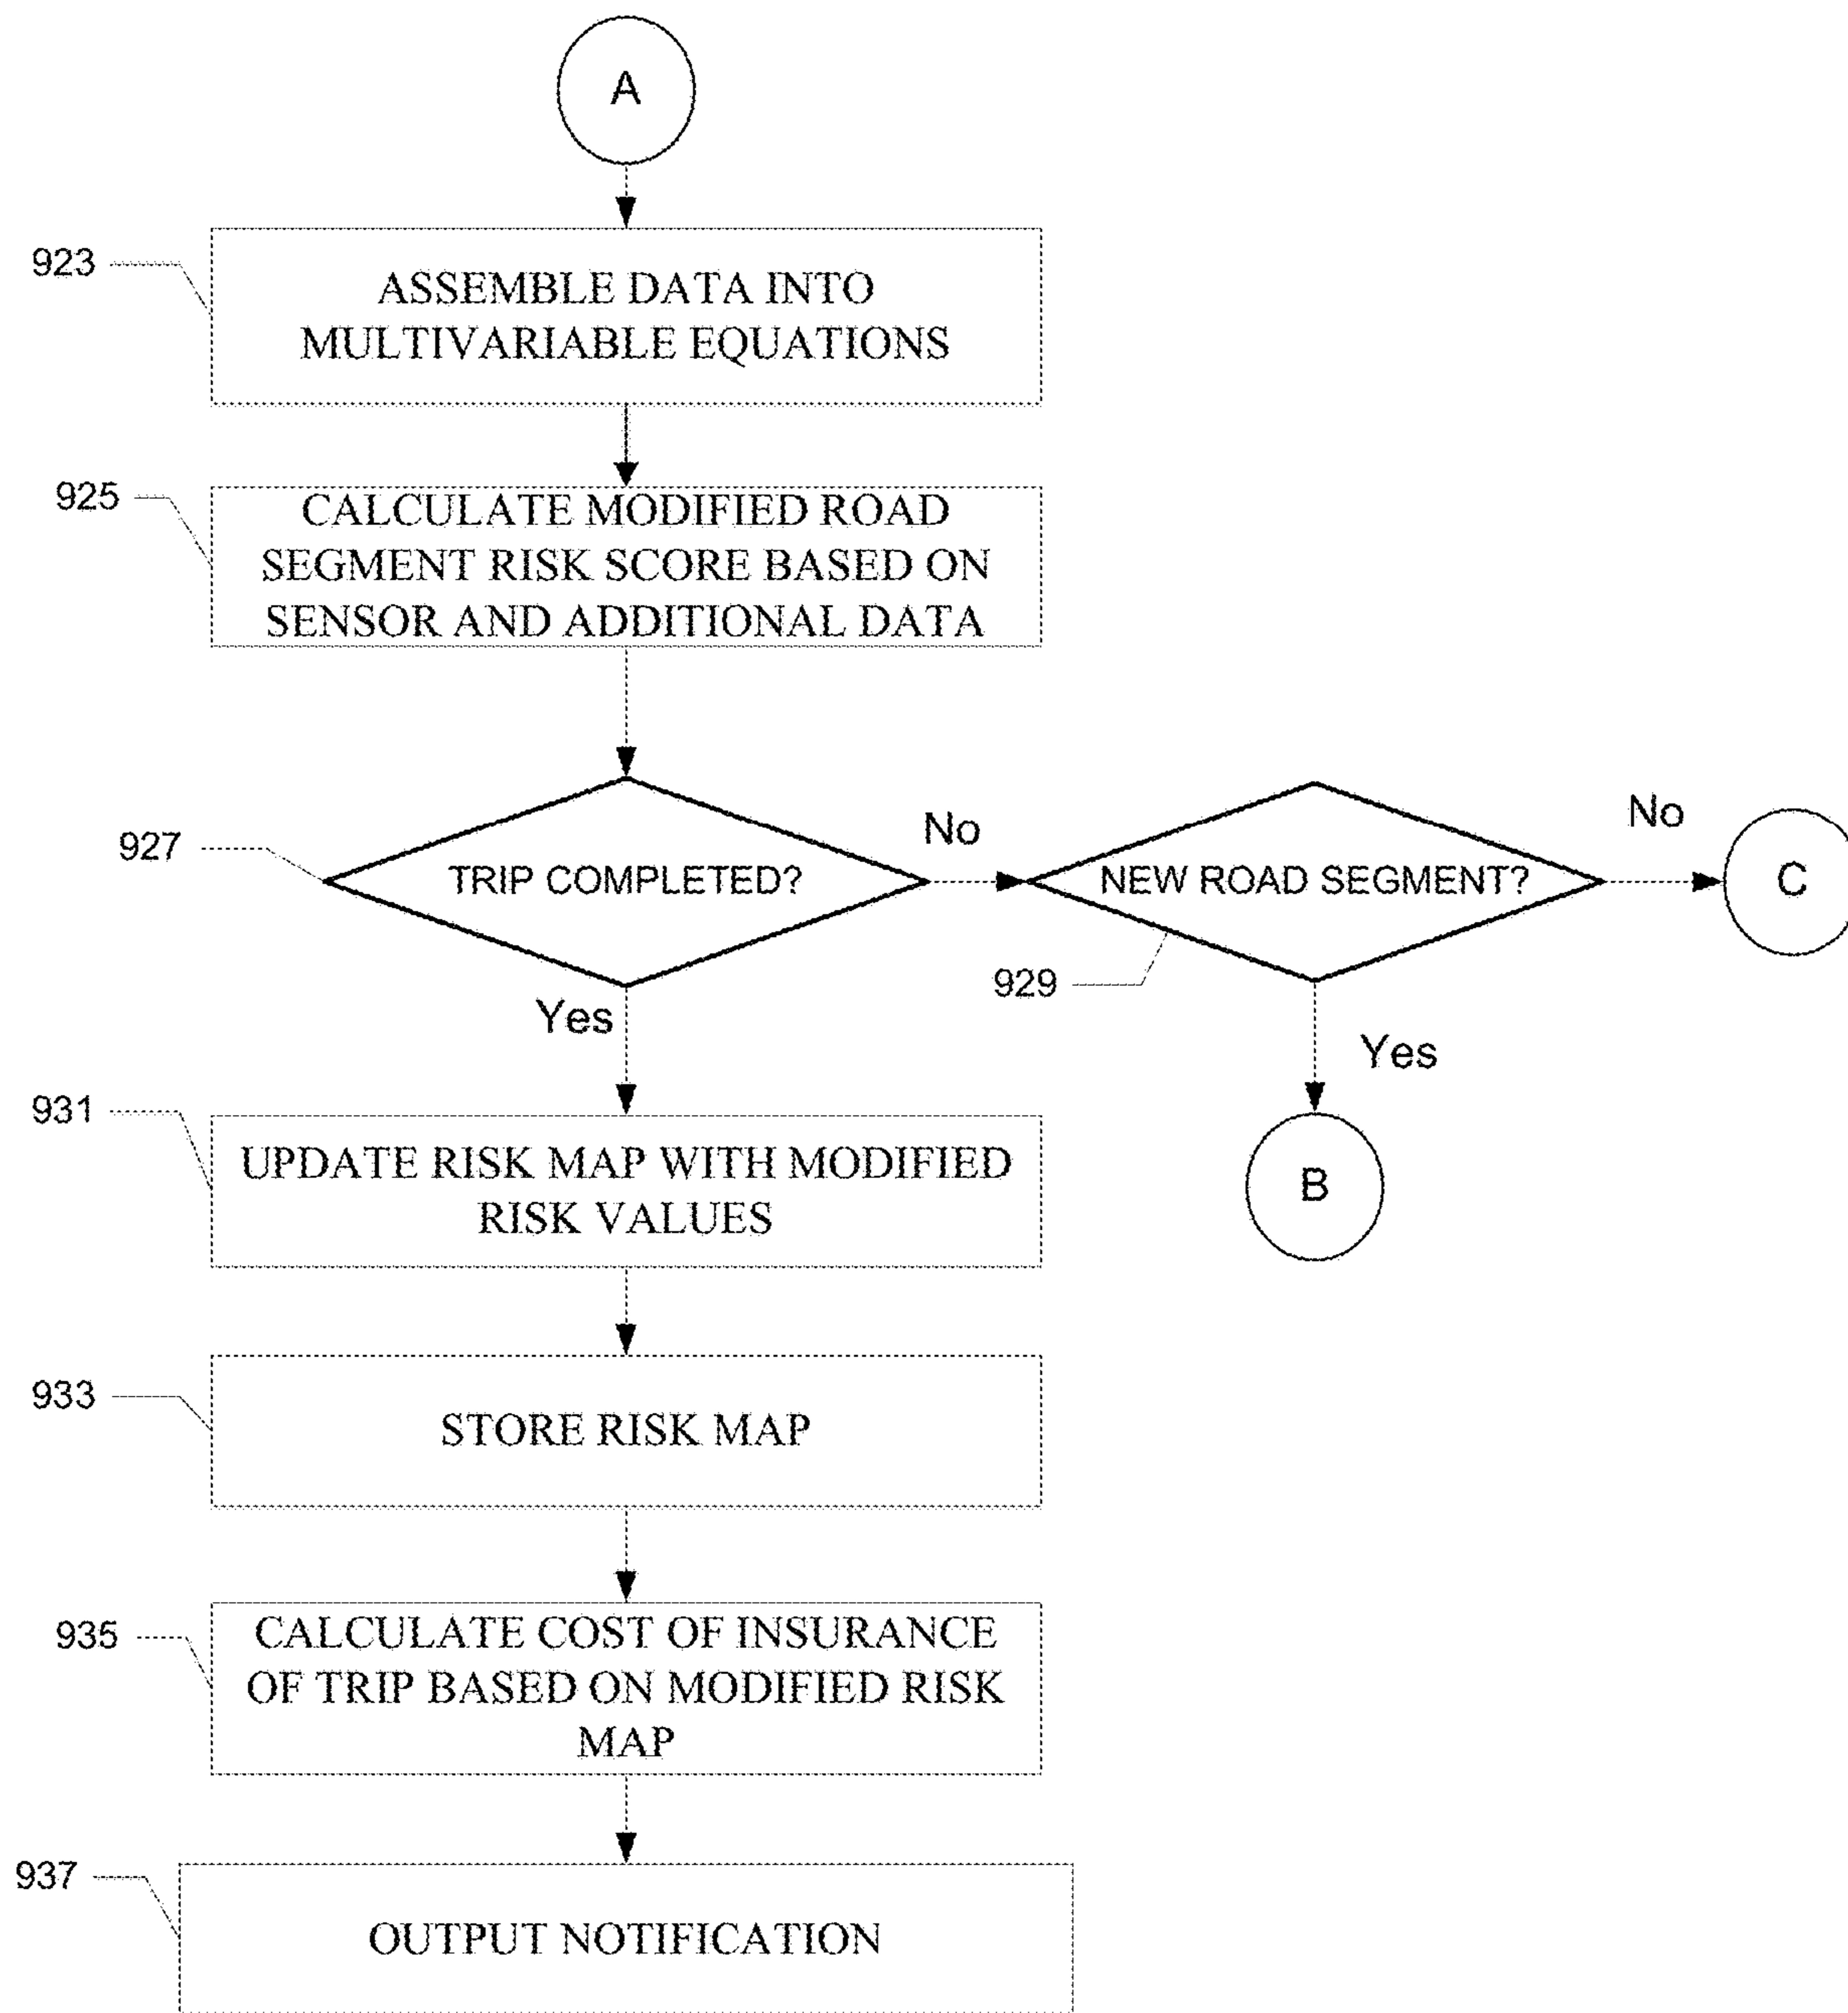 A
923
ASSEMBLE DATA INTO
MULTIVARIABLE EQUATIONS
925
CALCULATE MODIFIED ROAD
SEGMENT RISK SCORE BASED ON
SENSOR AND ADDITIONAL DATA
927
TRIP COMPLETED?
No
NEW ROAD SEGMENT?
No
C
929
Yes
Yes
B
931
UPDATE RISK MAP WITH MODIFIED
RISK VALUES
933
STORE RISK MAP
935
CALCULATE COST OF INSURANCE
OF TRIP BASED ON MODIFIED RISK
MAP
937
OUTPUT NOTIFICATION